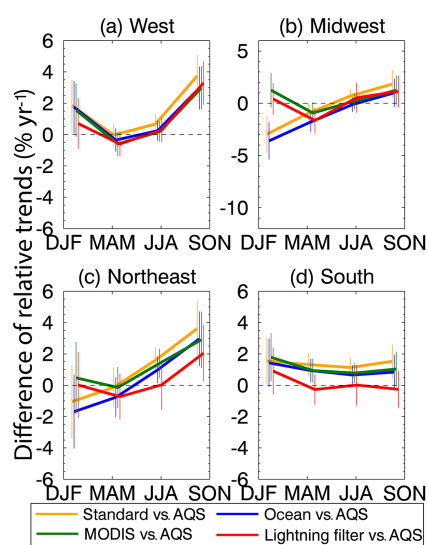 (a) West
(b) Midwest
Difference of relative trends (% yr⁻¹)
6
4
2
0
-2
-4
-6
5
0
-5
-10
DJF MAM JJA SON
DJF MAM JJA SON
(c) Northeast
(d) South
6
4
2
0
-2
-4
-6
6
4
2
0
-2
-4
-6
DJF MAM JJA SON
DJF MAM JJA SON
Standard vs. AQS
Ocean vs. AQS
MODIS vs. AQS
Lightning filter vs. AQS